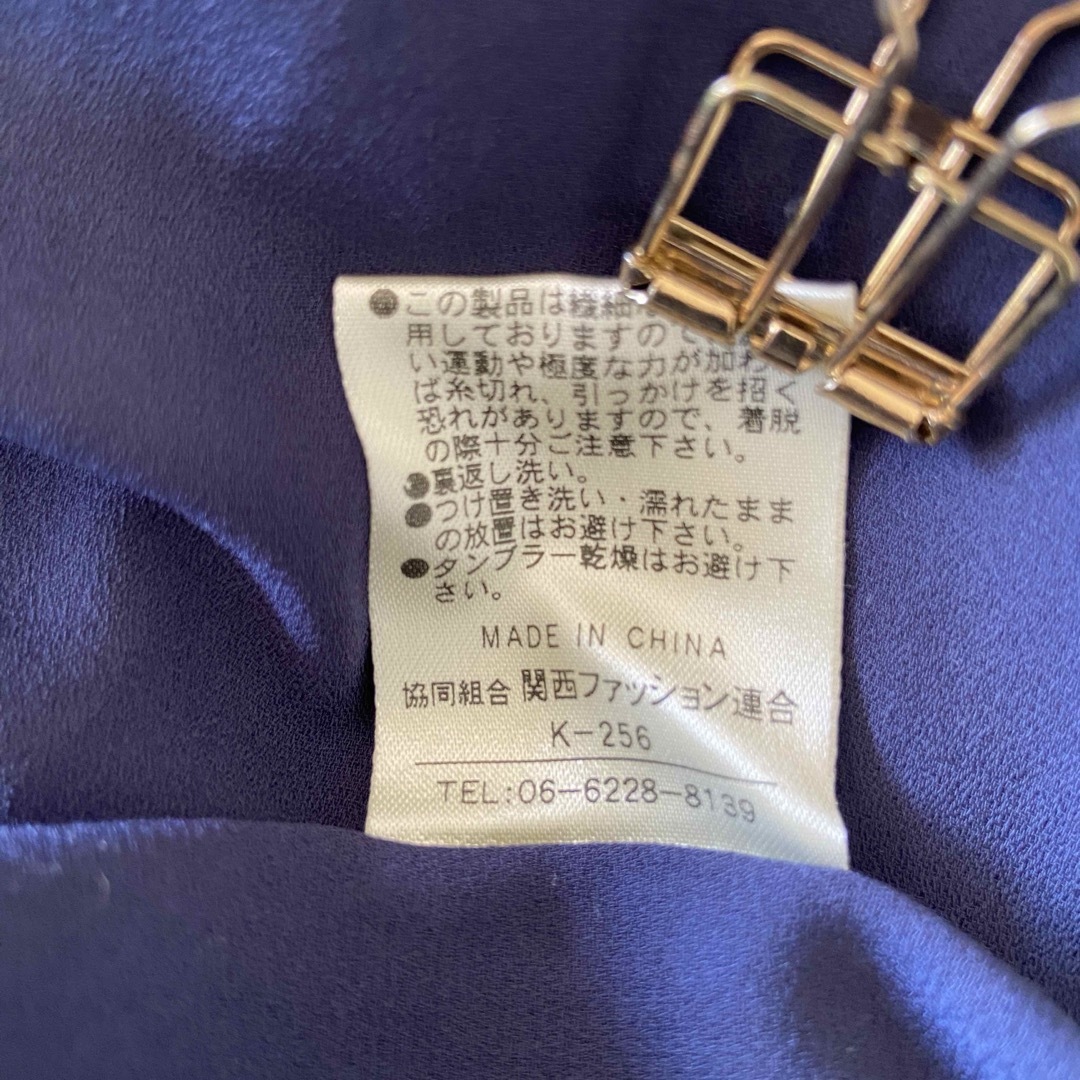 ●この製品は繊細
用しておりますので
い運動や極度な力が加わ
ば糸切れ、引っかけを招く
恐れがありますので、着脱
の際十分ご注意下さい。
●裏返し洗い。
●つけ置き洗い・濡れたまま
の放置はお避け下さい。
●タンブラー乾燥はお避け下
さい。
MADE IN CHINA
協同組合 関西ファッション連合
K-256
TEL:06-6228-8139